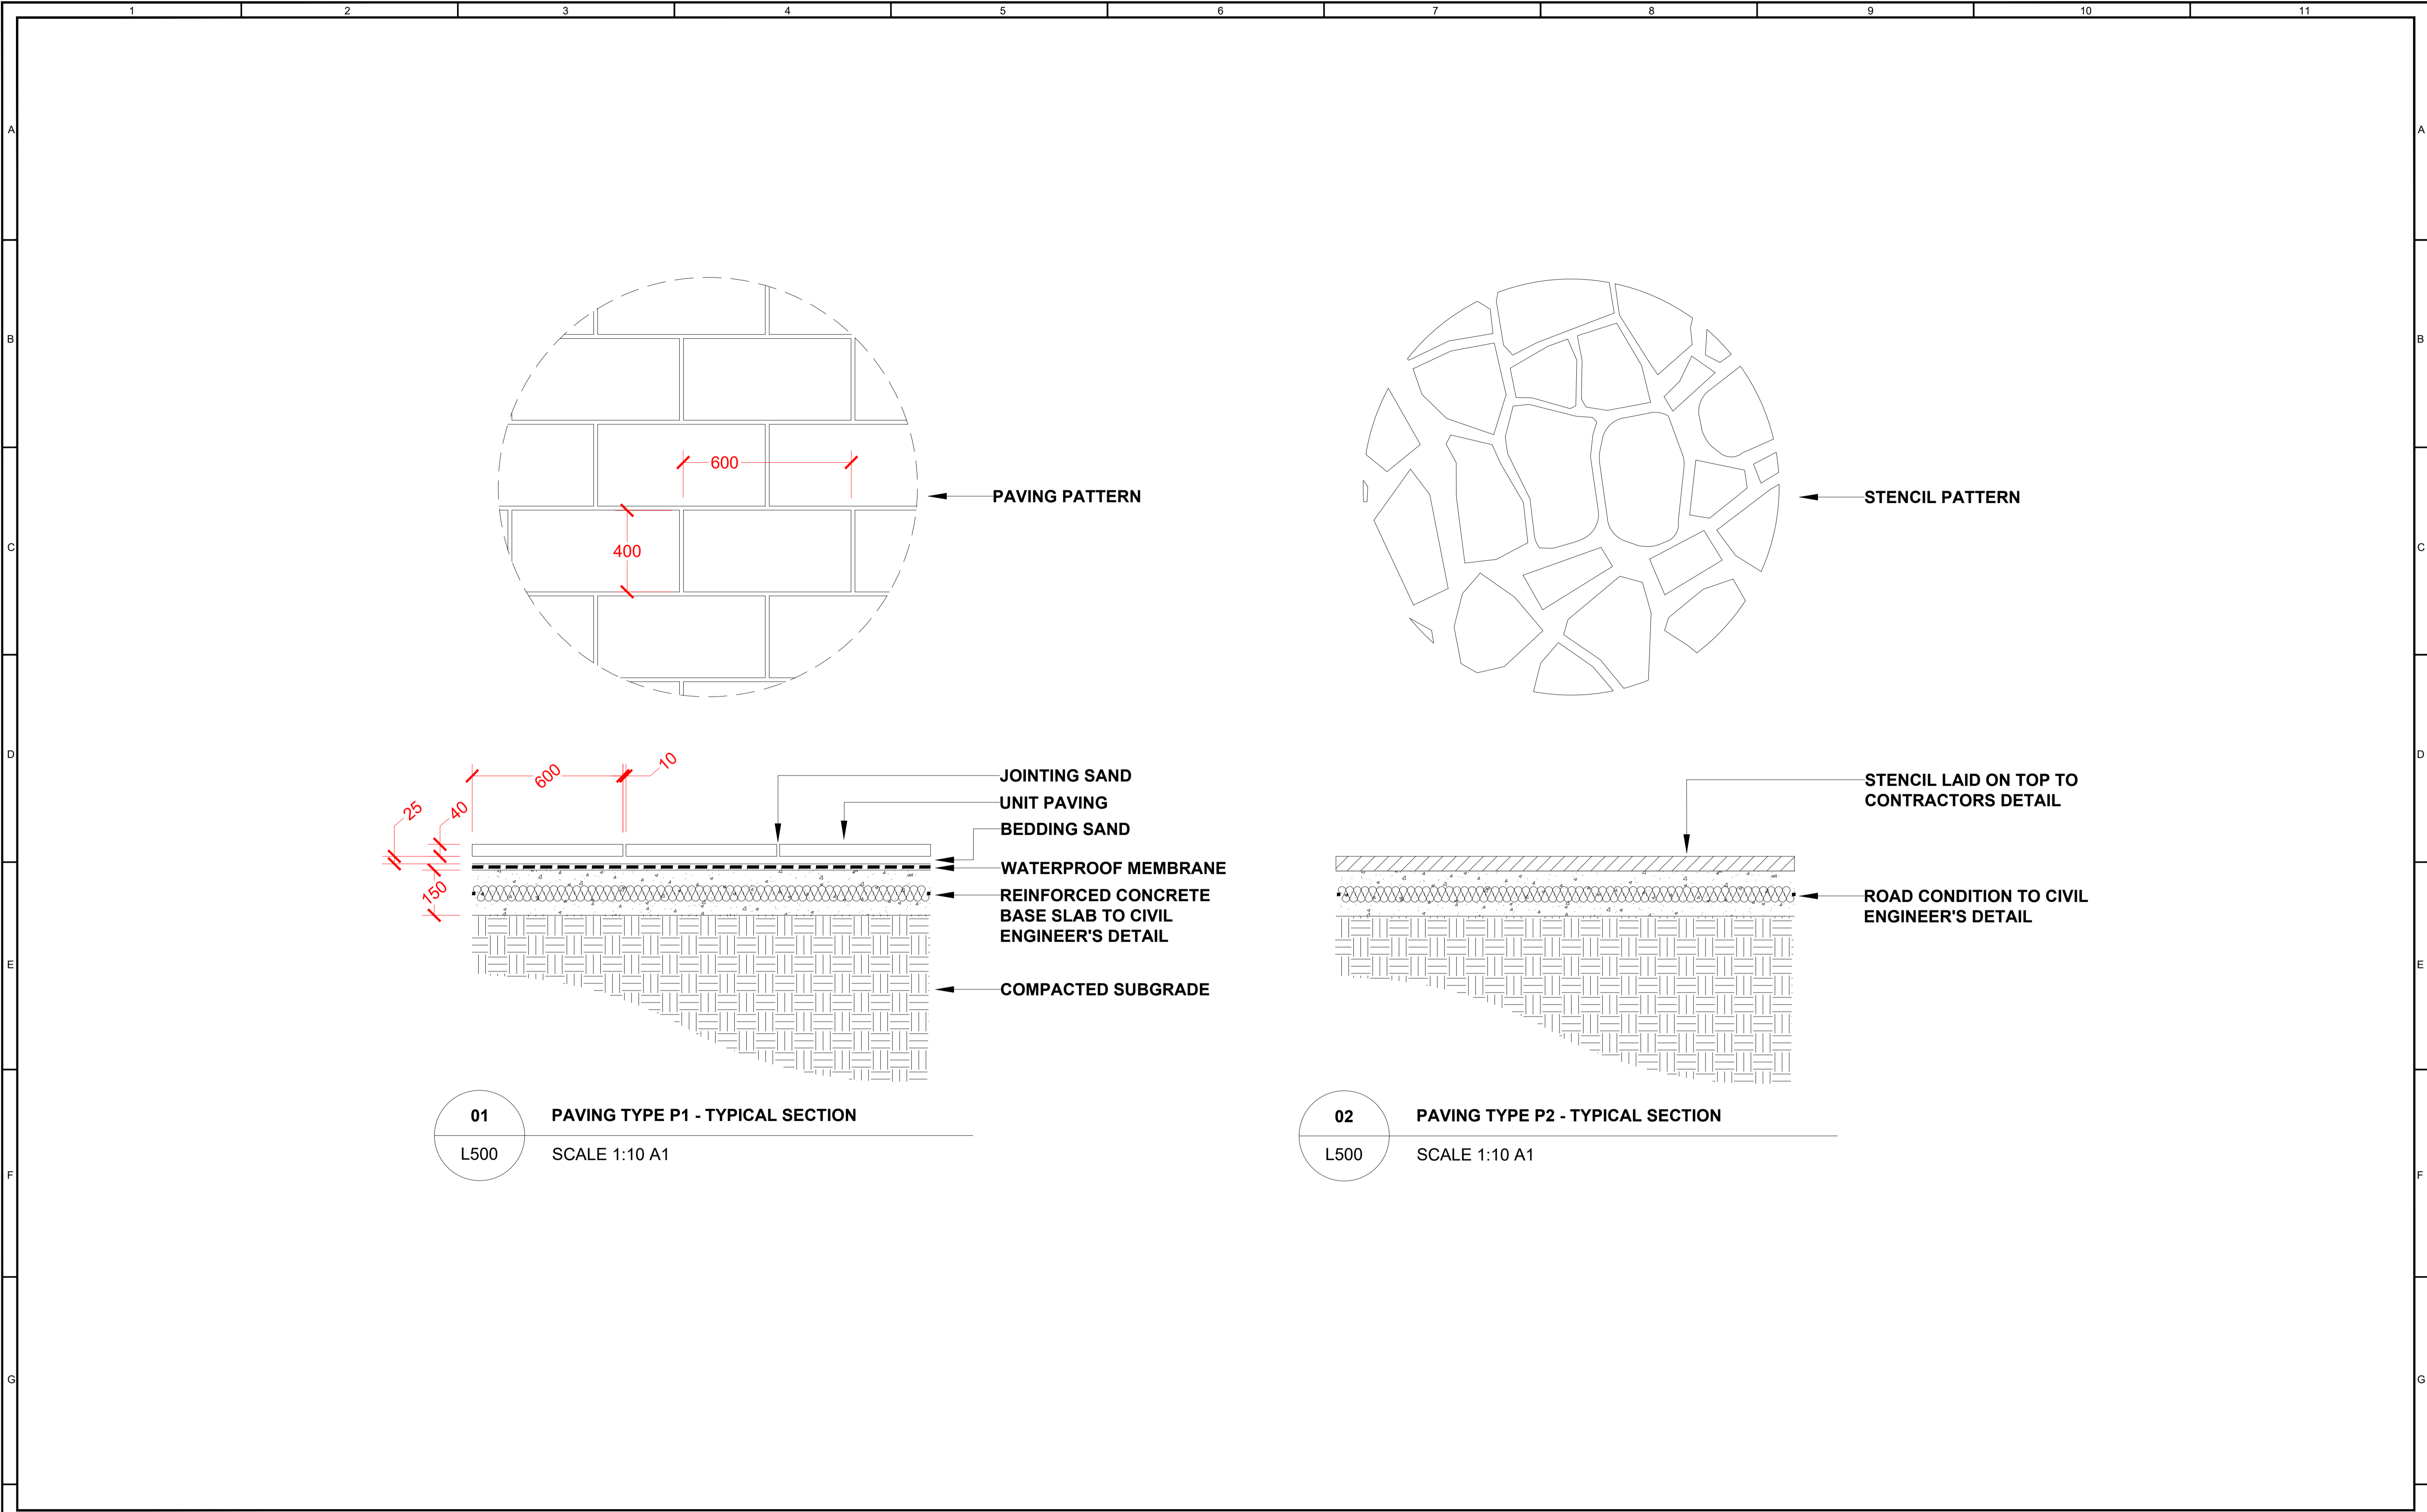 1 2 3 4 5 6 7 8 9 10 11
A A
B B
600
PAVING PATTERN
STENCIL PATTERN
400
C C
D D
600
10
25
40
150
JOINTING SAND
UNIT PAVING
BEDDING SAND
WATERPROOF MEMBRANE
REINFORCED CONCRETE
BASE SLAB TO CIVIL
ENGINEER'S DETAIL
COMPACTED SUBGRADE
STENCIL LAID ON TOP TO
CONTRACTORS DETAIL
ROAD CONDITION TO CIVIL
ENGINEER'S DETAIL
E E
01
PAVING TYPE P1 - TYPICAL SECTION
L500
SCALE 1:10 A1
02
PAVING TYPE P2 - TYPICAL SECTION
L500
SCALE 1:10 A1
F F
G G